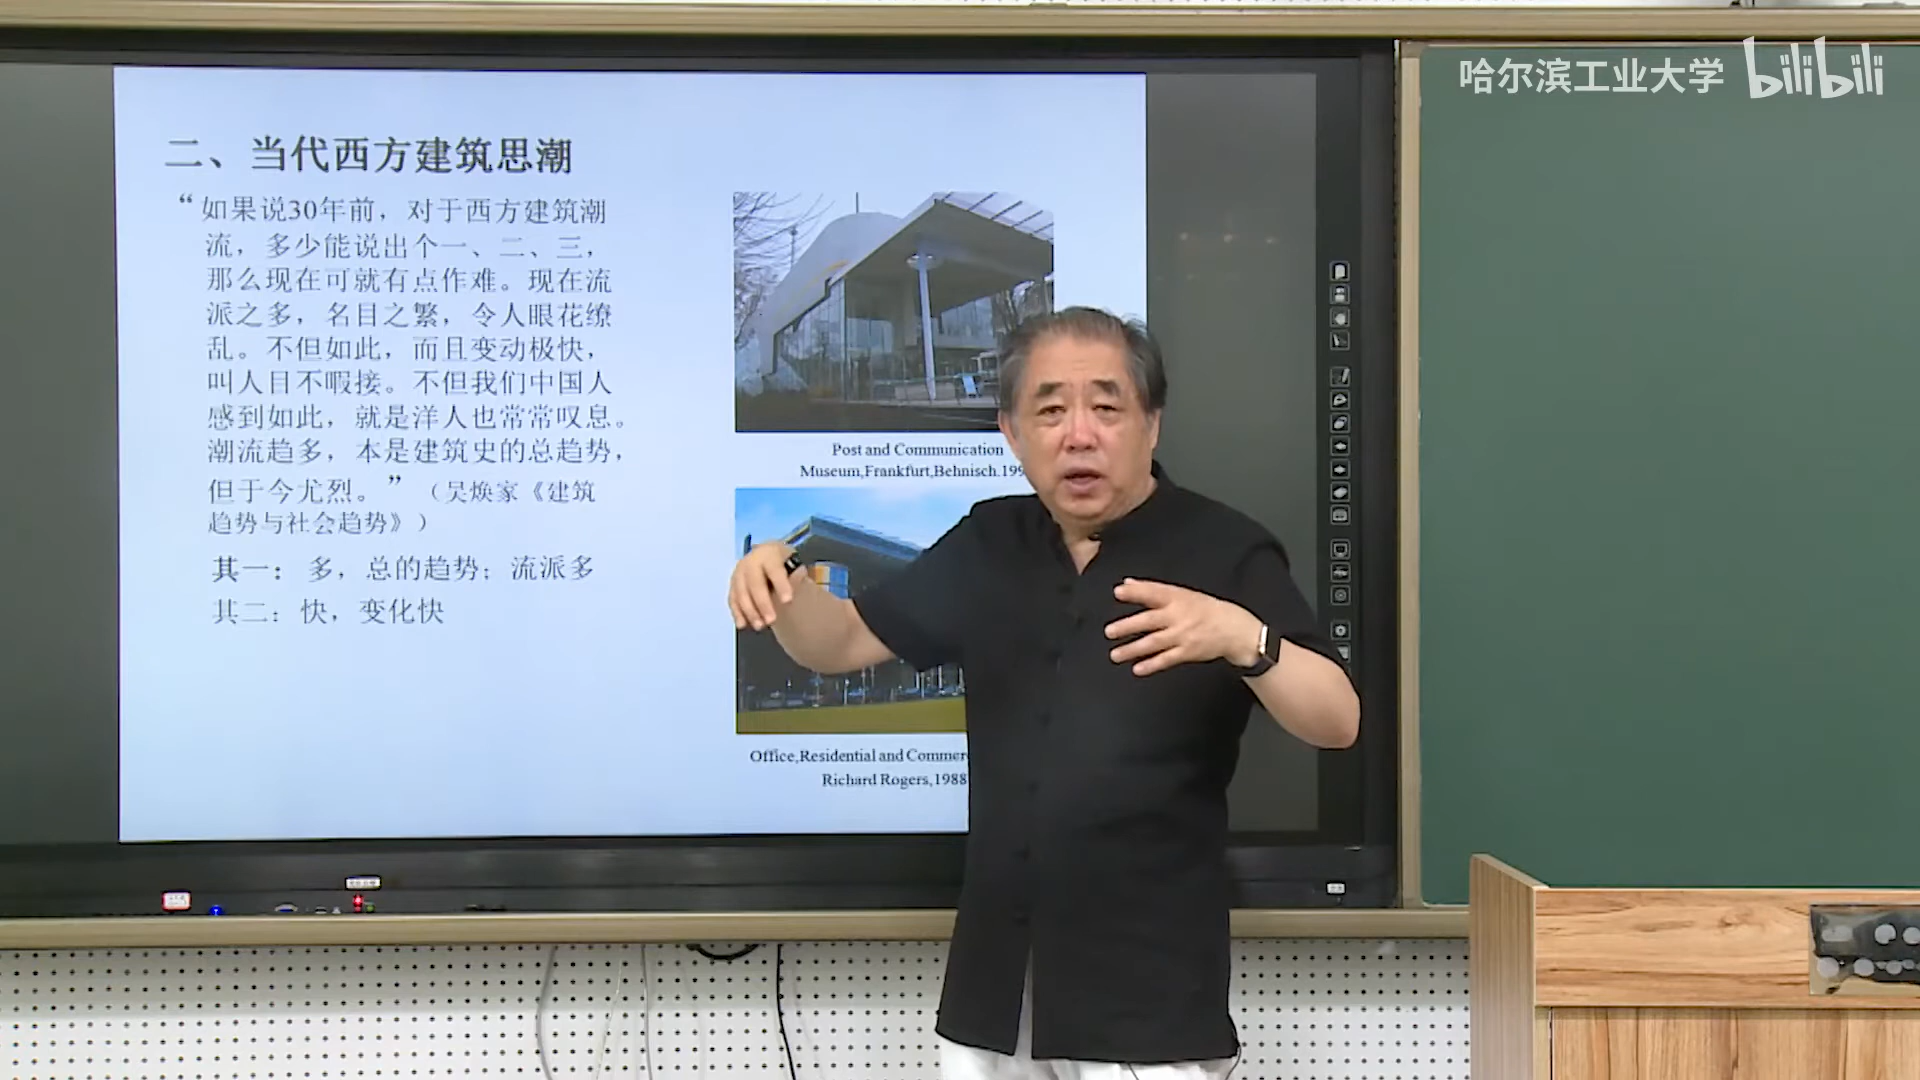 哈尔滨工业大学 bilibili
二、当代西方建筑思潮
“如果说30年前，对于西方建筑潮
流，多少能说出个一、二、三，
那么现在可就有点作难。现在流
派之多，名目之繁，令人眼花缭
乱。不但如此，而且变动极快，
叫人目不暇接。不但我们中国人
感到如此，就是洋人也常常叹息。
潮流趋多，本是建筑史的总趋势，
但于今尤烈。”（吴焕家《建筑
趋势与社会趋势》）
其一：多，总的趋势；流派多
其二：快，变化快
Post and Communication
Museum,Frankfurt,Behnisch.199
Office,Residential and Commer
Richard Rogers,1988